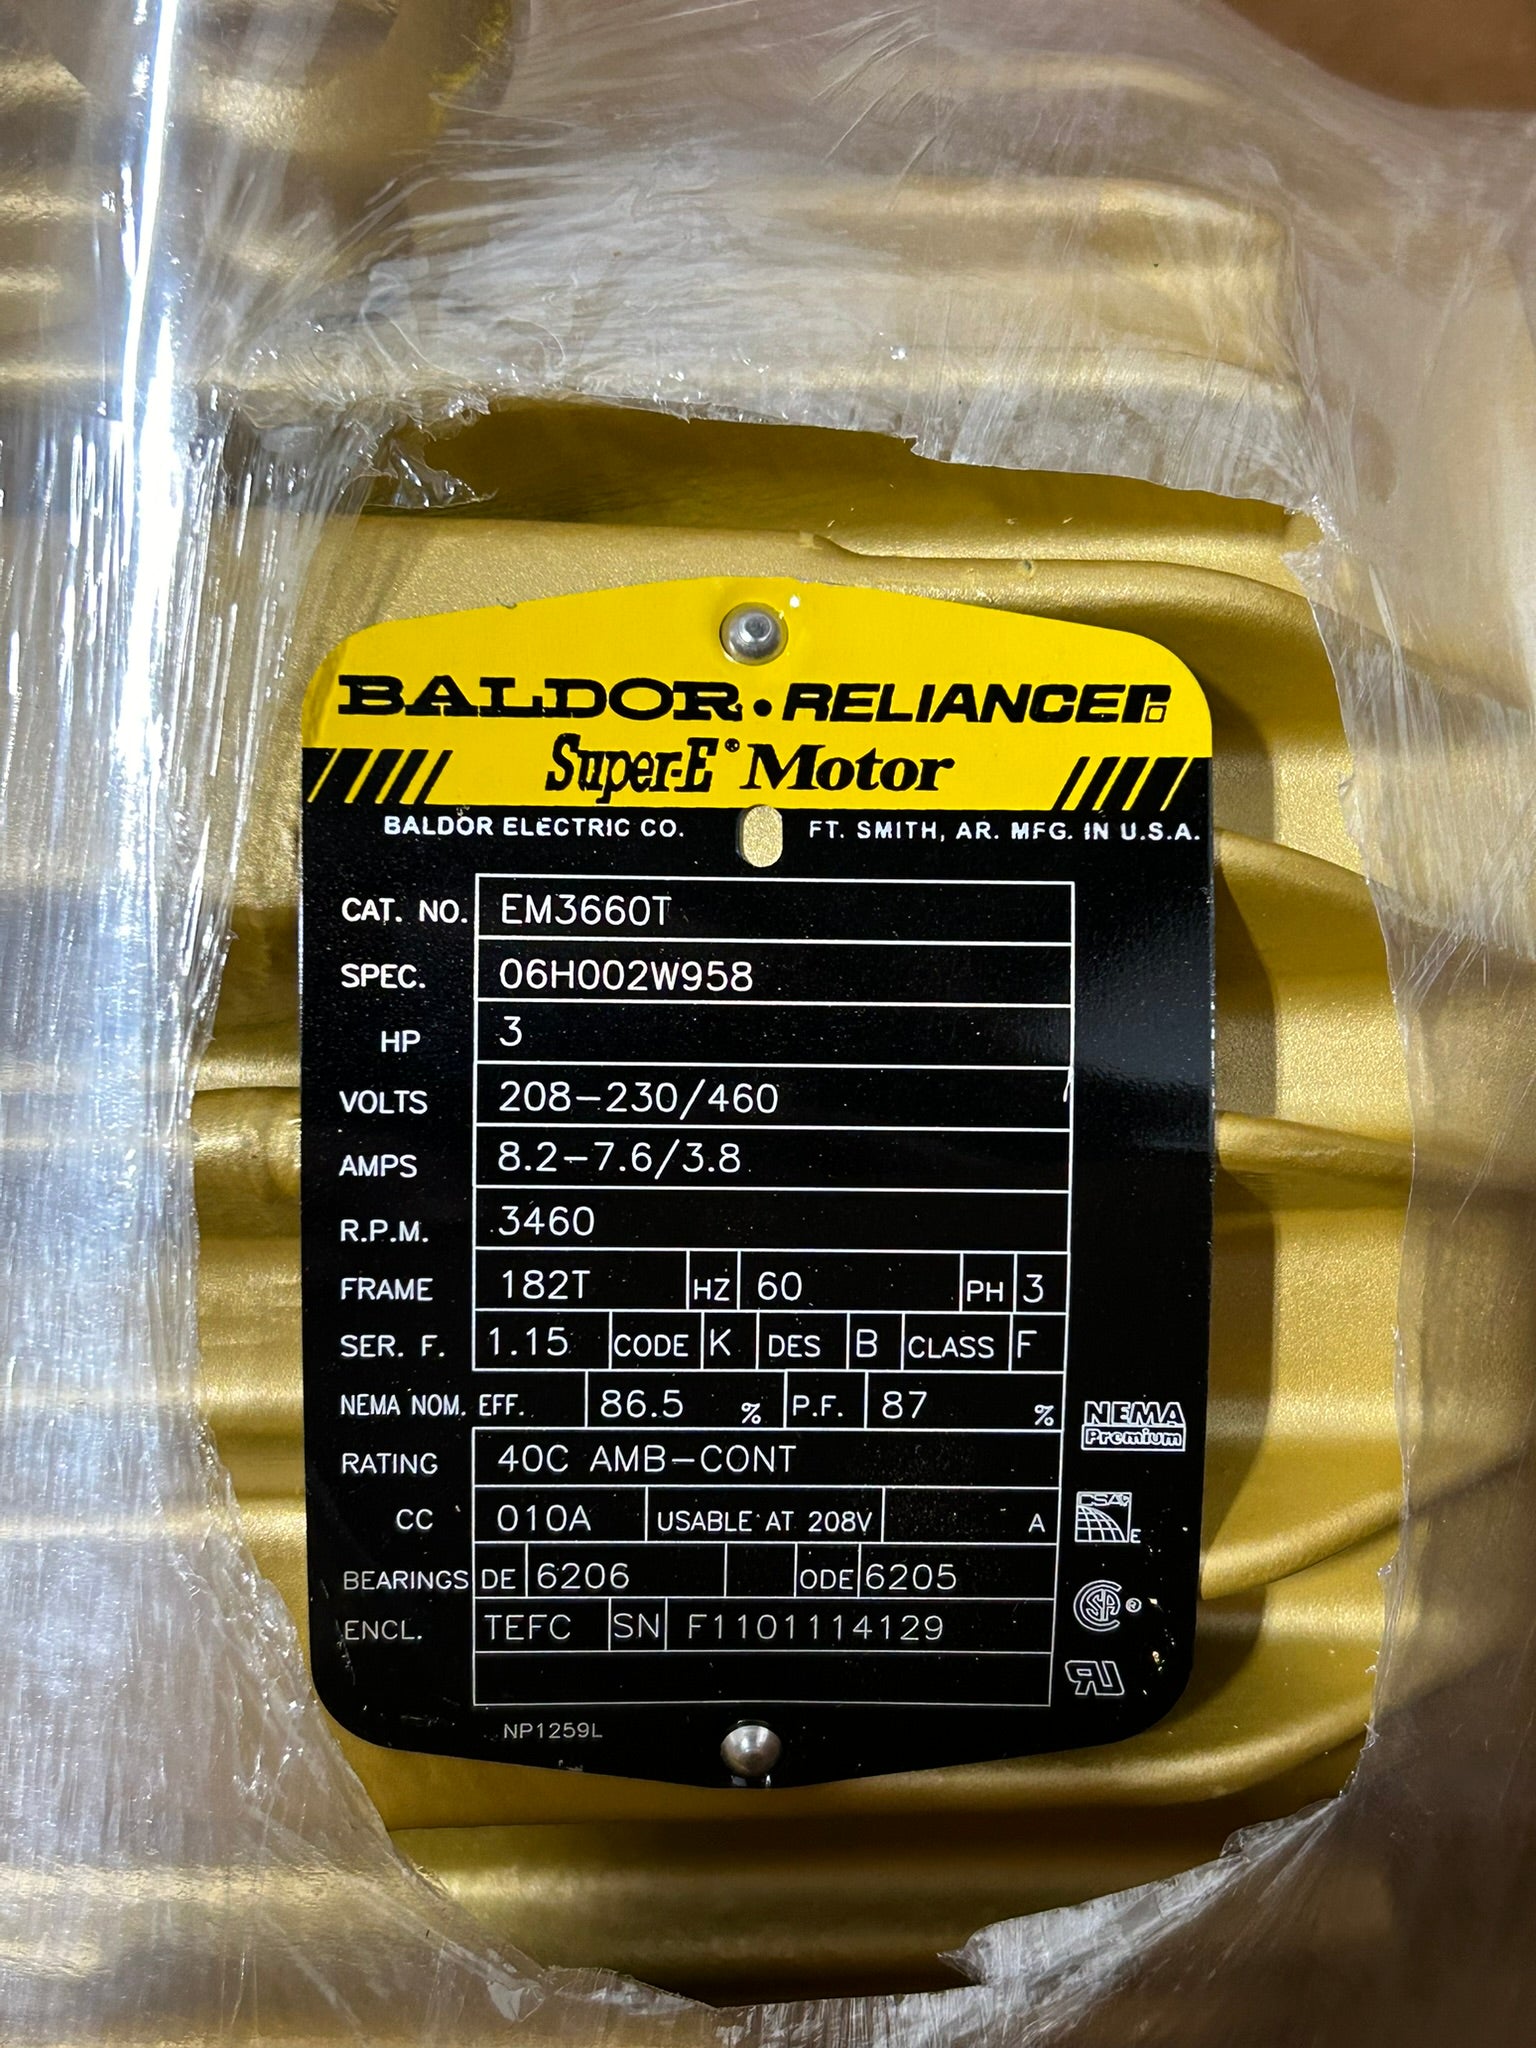 BALDOR • RELIANCE
Super-E® Motor
BALDOR ELECTRIC CO. FT. SMITH, AR. MFG. IN U.S.A.
CAT. NO. EM3660T
SPEC. 06H002W958
HP 3
VOLTS 208-230/460
AMPS 8.2-7.6/3.8
R.P.M. 3460
FRAME 182T HZ 60 PH 3
SER. F. 1.15 CODE K DES B CLASS F
NEMA NOM. EFF. 86.5 % P.F. 87 %
NEMA
Premium
RATING 40C AMB-CONT
CC 010A USABLE AT 208V A
CSA
E
BEARINGS DE 6206 ODE 6205
SA ®
ENCL. TEFC SN F1101114129
UR
NP1259L